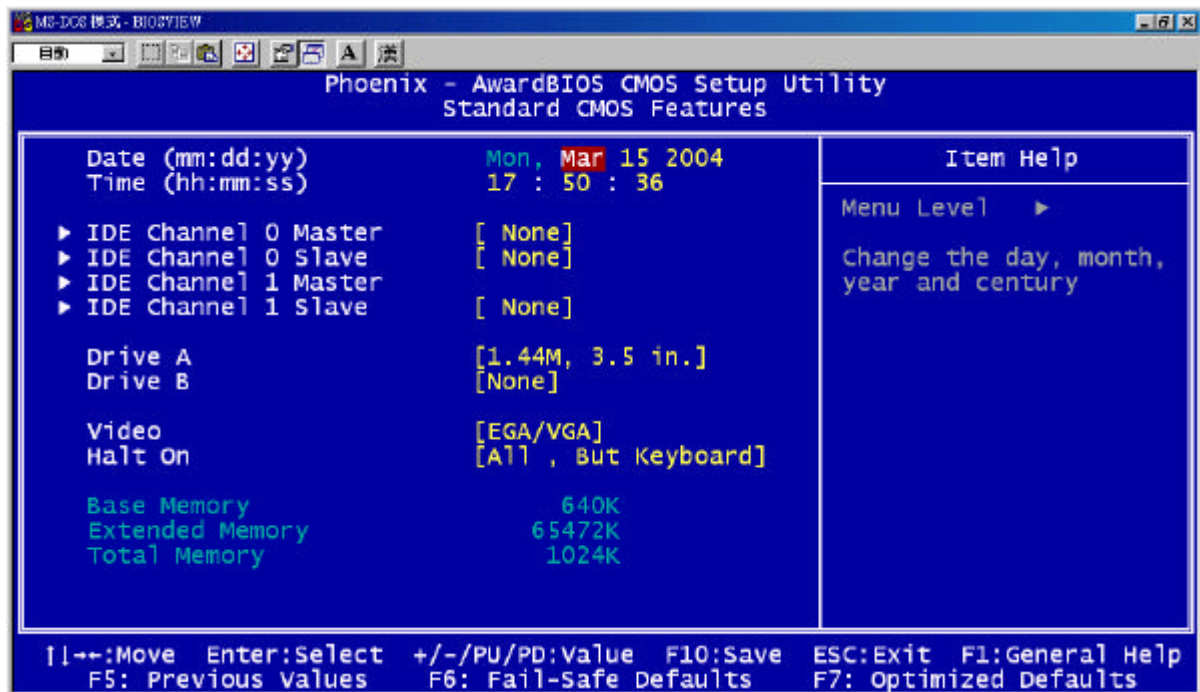 MS-DOS 模式 - BIOSVIEW
自動
A 漢
Phoenix - AwardBIOS CMOS Setup Utility
Standard CMOS Features
Date (mm:dd:yy) Mon, Mar 15 2004
Time (hh:mm:ss) 17 : 50 : 36
▶ IDE Channel 0 Master [ None]
▶ IDE Channel 0 Slave [ None]
▶ IDE Channel 1 Master
▶ IDE Channel 1 Slave [ None]
Drive A [1.44M, 3.5 in.]
Drive B [None]
Video [EGA/VGA]
Halt On [All , But Keyboard]
Base Memory 640K
Extended Memory 65472K
Total Memory 1024K
Item Help
Menu Level ▶
Change the day, month,
year and century
↑↓→←:Move Enter:Select +/-/PU/PD:Value F10:Save ESC:Exit F1:General Help
F5: Previous Values F6: Fail-Safe Defaults F7: Optimized Defaults